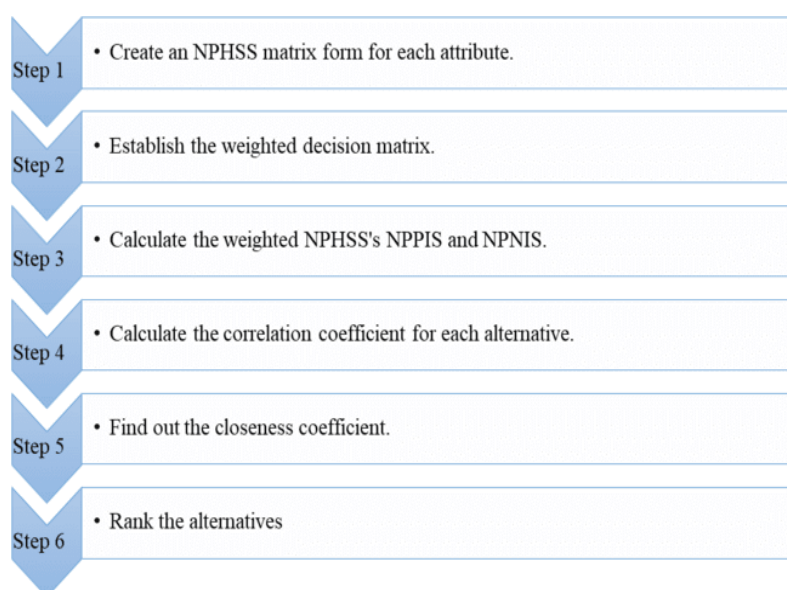 Step 1
• Create an NPHSS matrix form for each attribute.
Step 2
• Establish the weighted decision matrix.
Step 3
• Calculate the weighted NPHSS's NPPIS and NPNIS.
Step 4
• Calculate the correlation coefficient for each alternative.
Step 5
• Find out the closeness coefficient.
Step 6
• Rank the alternatives